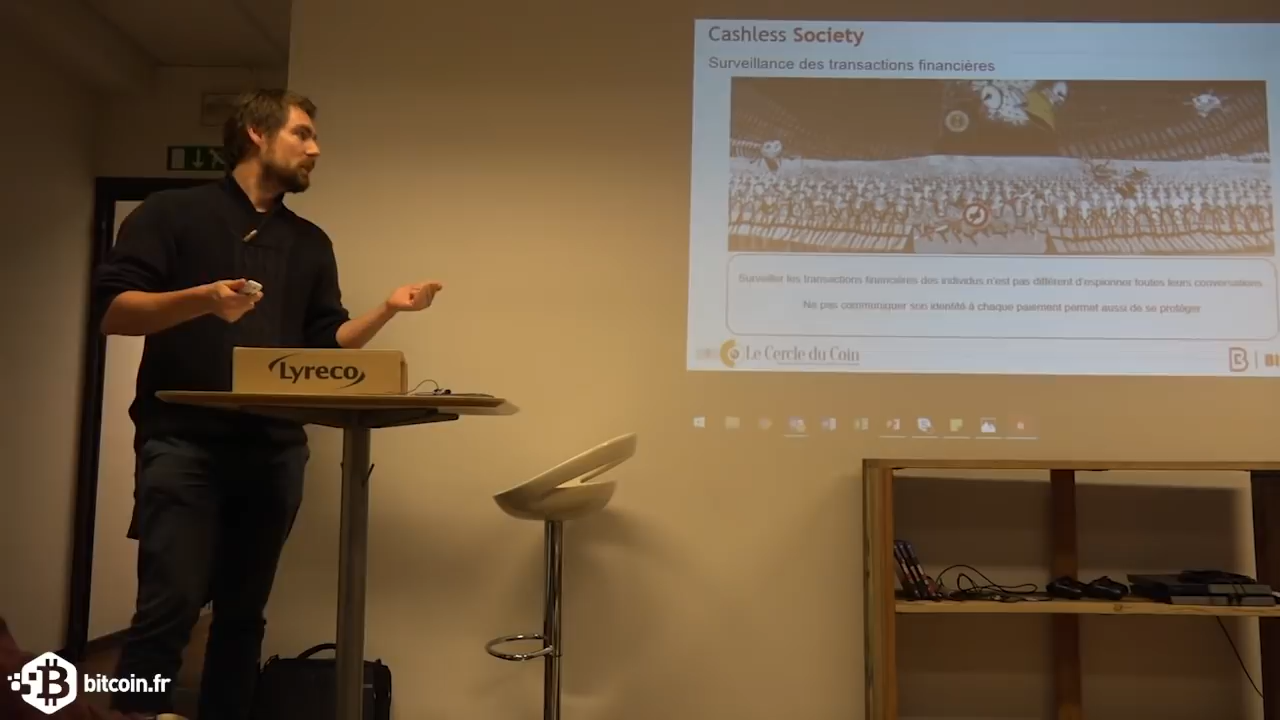 Cashless Society
Surveillance des transactions financières
Surveiller les transactions financières des individus n'est pas différent d'espionner toutes leurs conversations
Ne pas communiquer son identité à chaque paiement permet aussi de se protéger
Le Cercle du Coin
Lyreco
bitcoin.fr